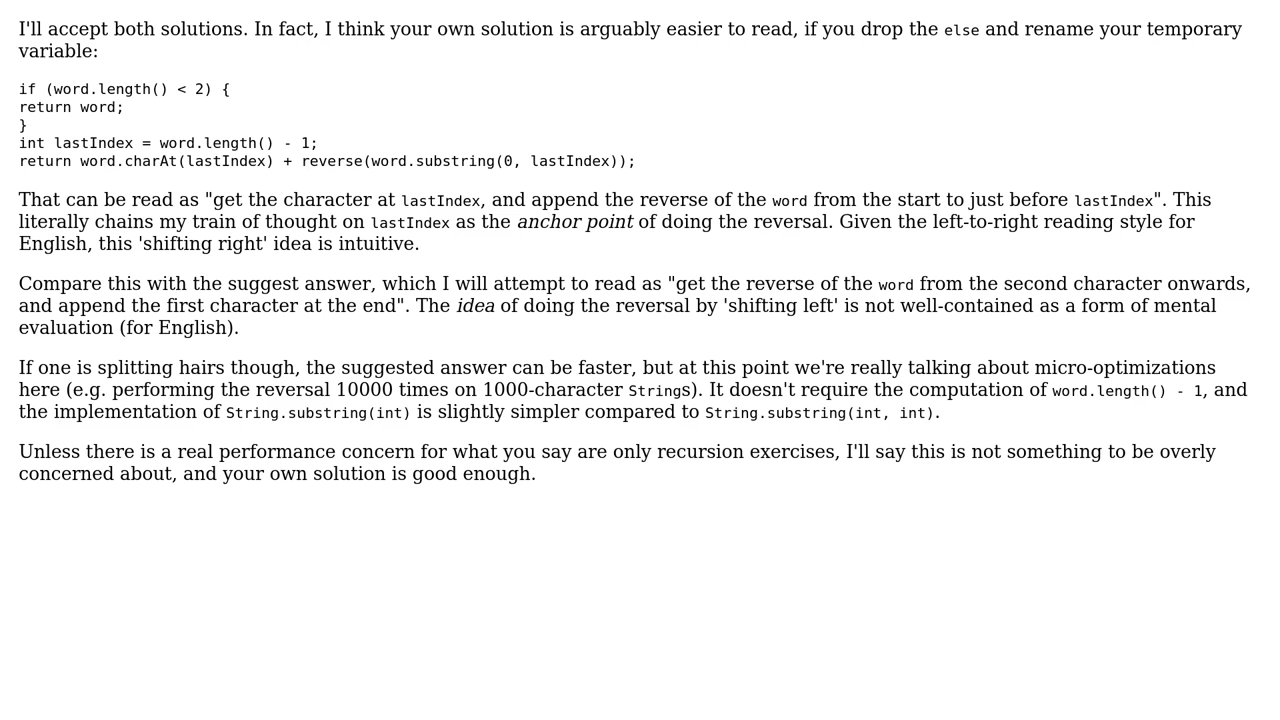 I'll accept both solutions. In fact, I think your own solution is arguably easier to read, if you drop the else and rename your temporary
variable:
if (word.length() < 2) {
return word;
}
int lastIndex = word.length() - 1;
return word.charAt(lastIndex) + reverse(word.substring(0, lastIndex));
That can be read as "get the character at lastIndex, and append the reverse of the word from the start to just before lastIndex". This
literally chains my train of thought on lastIndex as the anchor point of doing the reversal. Given the left-to-right reading style for
English, this 'shifting right' idea is intuitive.
Compare this with the suggest answer, which I will attempt to read as "get the reverse of the word from the second character onwards,
and append the first character at the end". The idea of doing the reversal by 'shifting left' is not well-contained as a form of mental
evaluation (for English).
If one is splitting hairs though, the suggested answer can be faster, but at this point we're really talking about micro-optimizations
here (e.g. performing the reversal 10000 times on 1000-character Strings). It doesn't require the computation of word.length() - 1, and
the implementation of String.substring(int) is slightly simpler compared to String.substring(int, int).
Unless there is a real performance concern for what you say are only recursion exercises, I'll say this is not something to be overly
concerned about, and your own solution is good enough.